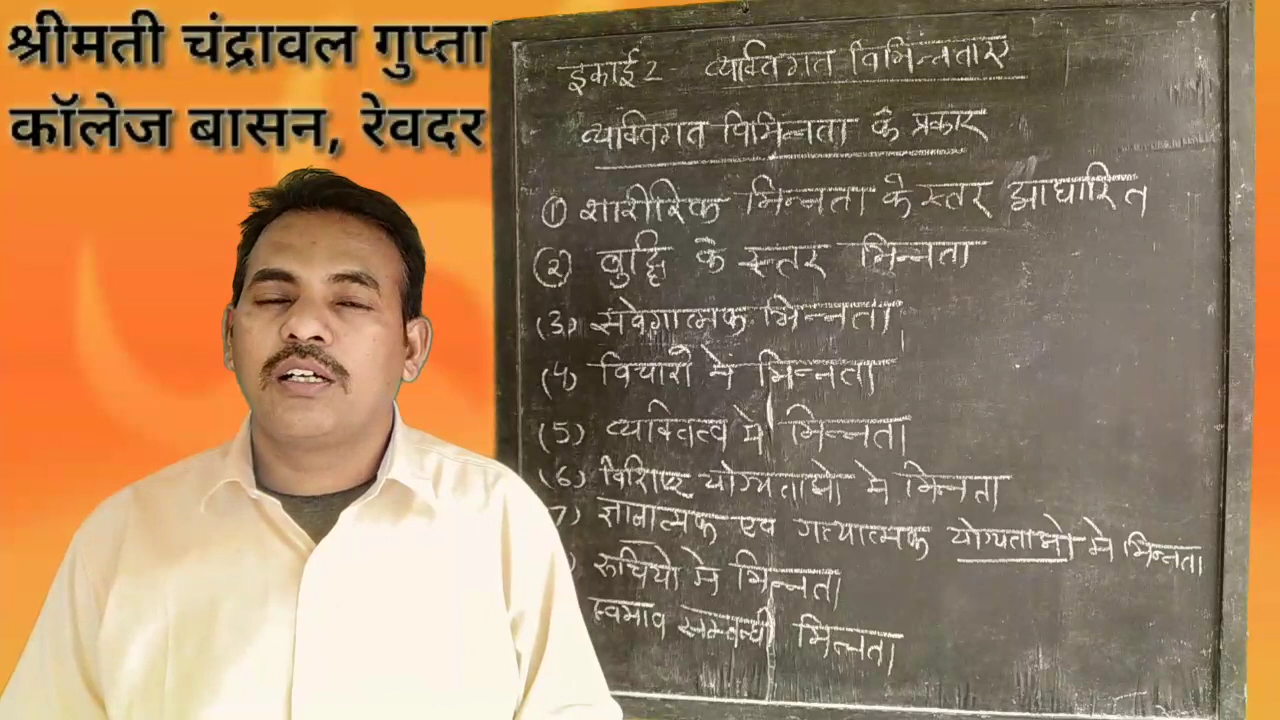 श्रीमती चंद्रावल गुप्ता
कॉलेज बासन, रेवदर
इकाई 2 - व्यक्तिगत विभिन्नताए
व्यक्तिगत विभिन्नता के प्रकार
① शारीरिक भिन्नता के स्तर आधारित
② बुद्धि के स्तर भिन्नता
(3) संवेगात्मक भिन्नता
(4) विचारो मे भिन्नता
(5) व्यक्तित्व मे भिन्नता
(6) विशिष्ट योग्यताओ मे भिन्नता
7) ज्ञानात्मक एव गत्यात्मक योग्यताओ मे भिन्नता
) रूचियो मे भिन्नता
स्वभाव सम्बन्धी भिन्नता